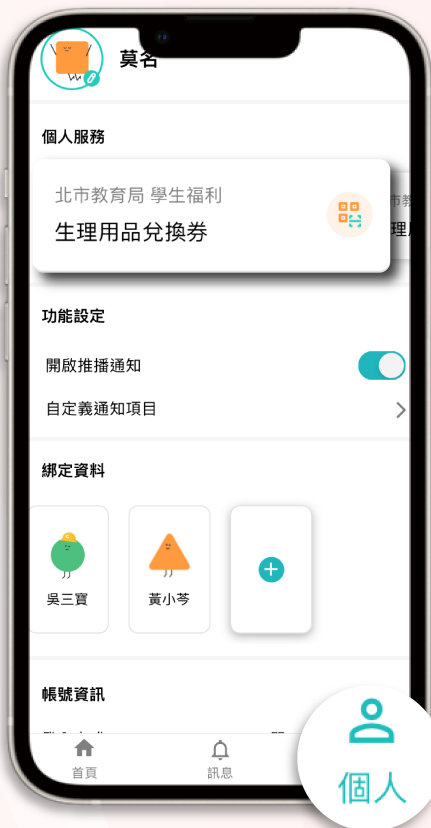 莫名
個人服務
北市教育局 學生福利
生理用品兌換券
市教
理
功能設定
開啟推播通知
自定義通知項目
綁定資料
吳三寶
黃小芩
帳號資訊
首頁
訊息
個人